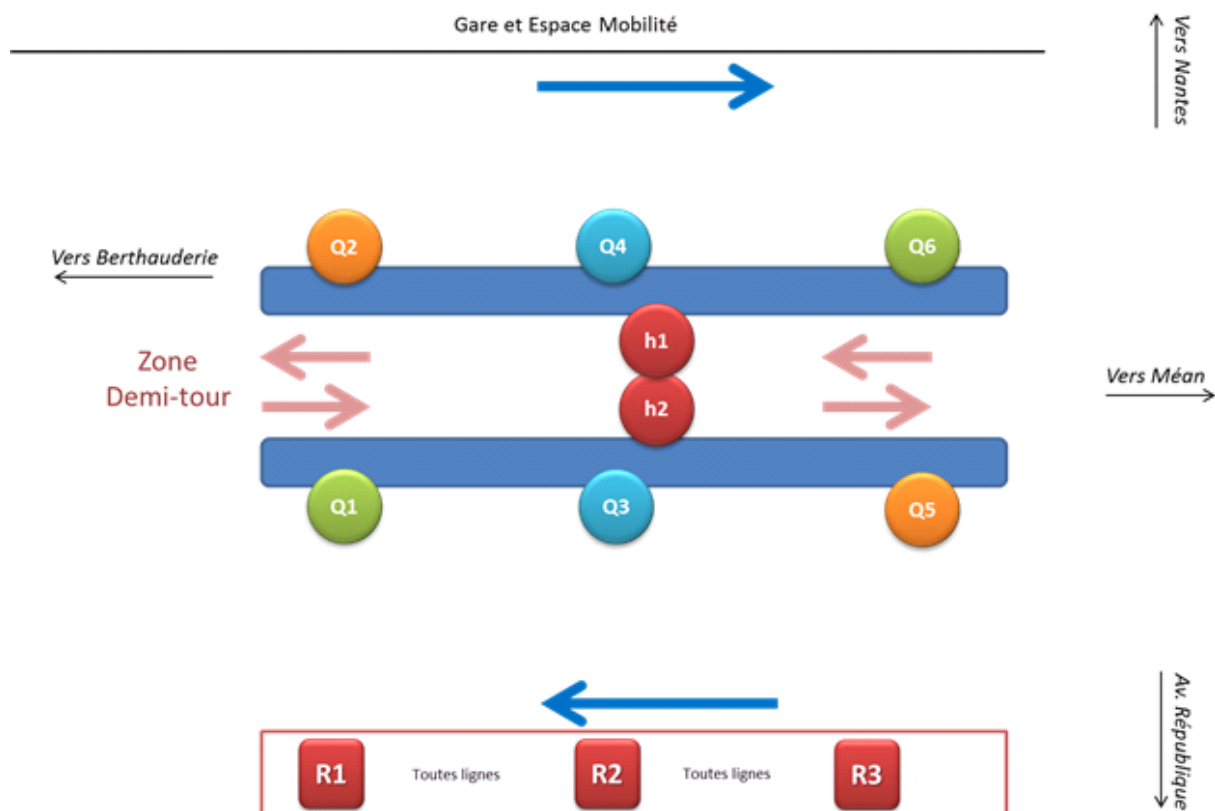 Gare et Espace Mobilité
Vers Nantes
Q2
Q4
Q6
Vers Berthauderie
h1
Zone
Demi-tour
h2
Vers Méan
Q1
Q3
Q5
Av. République
R1
Toutes lignes
R2
Toutes lignes
R3